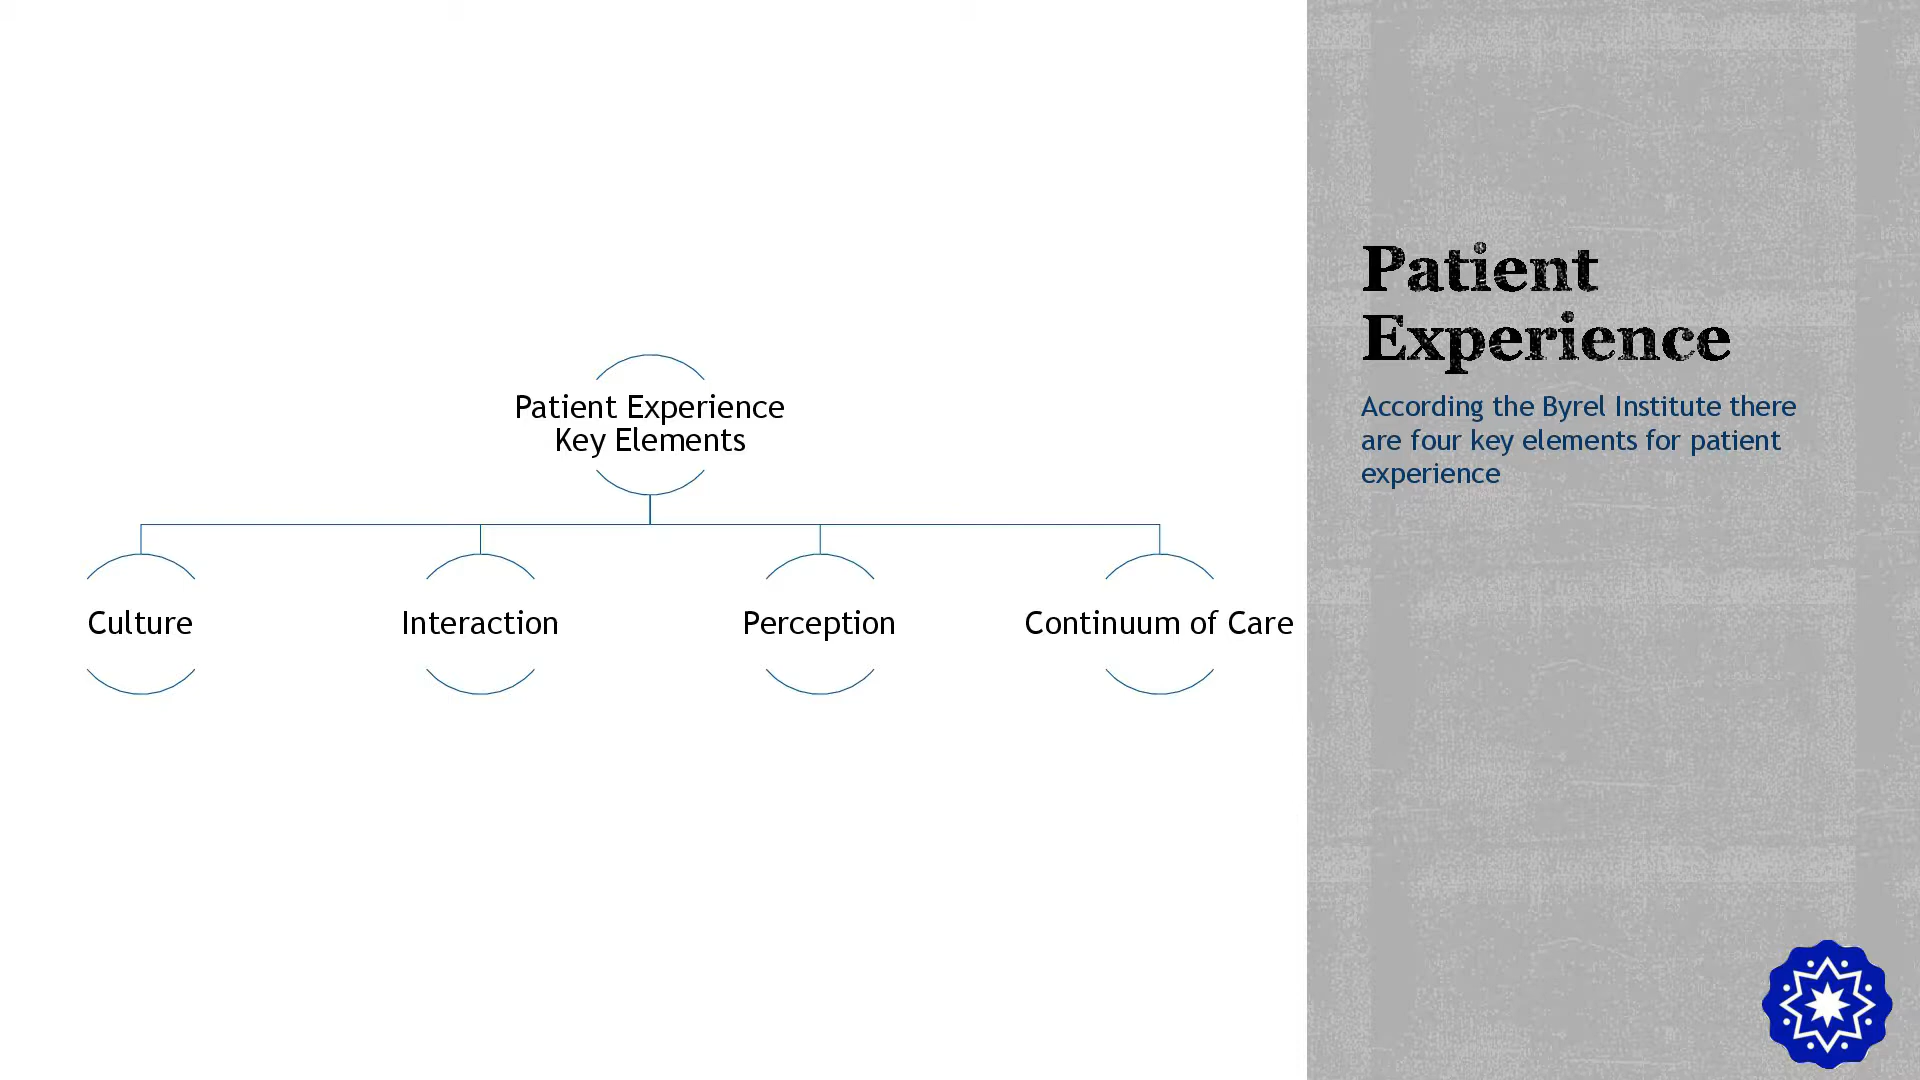 Patient Experience
Key Elements
Culture
Interaction
Perception
Continuum of Care
Patient
Experience
According the Byrel Institute there
are four key elements for patient
experience